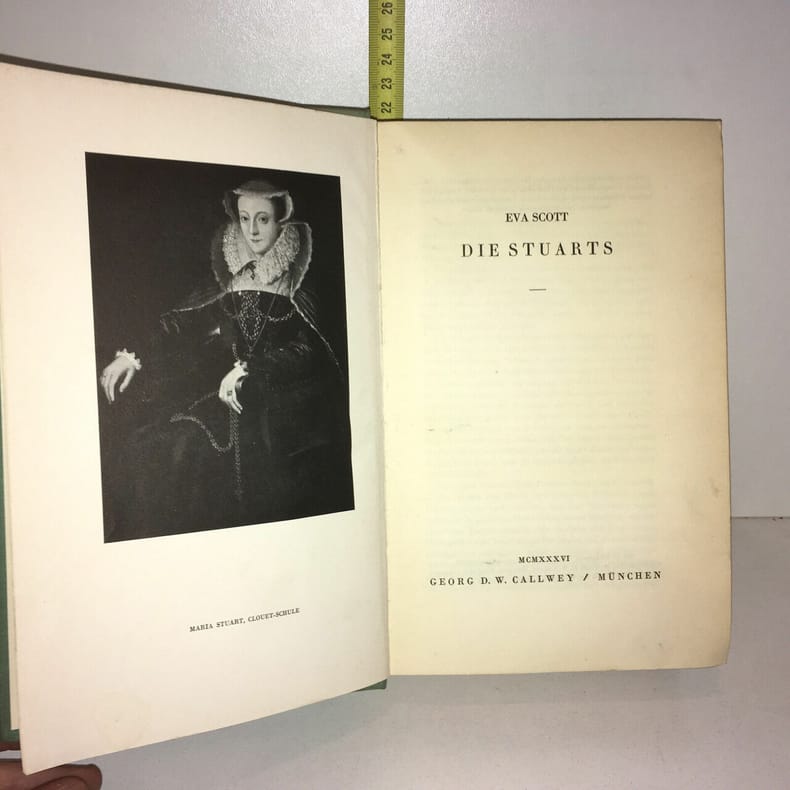 26
25
24
23
22
EVA SCOTT
DIE STUARTS
MCMXXXVI
GEORG D. W. CALLWEY / MÜNCHEN
MARIA STUART, CLOUET-SCHULE